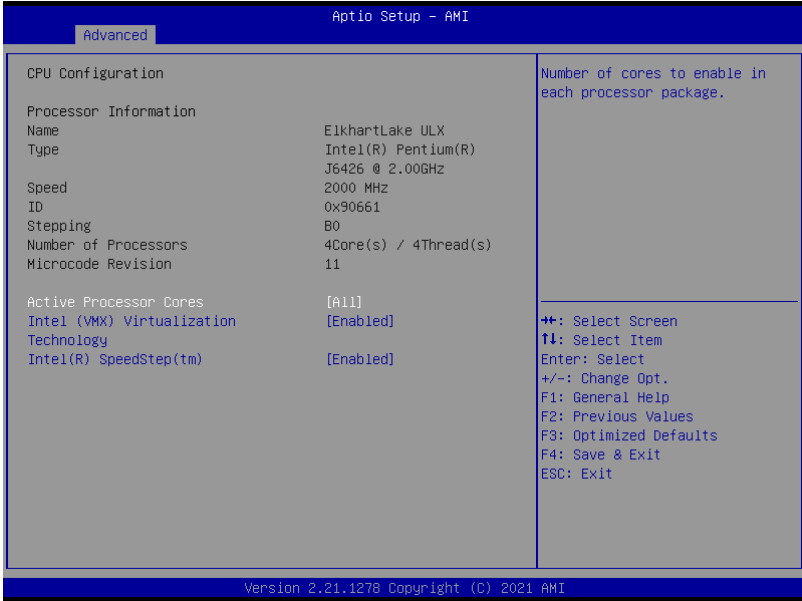 Aptio Setup – AMI
Advanced
CPU Configuration
Processor Information
Name ElkhartLake ULX
Type Intel(R) Pentium(R)
J6426 @ 2.00GHz
Speed 2000 MHz
ID 0x90661
Stepping B0
Number of Processors 4Core(s) / 4Thread(s)
Microcode Revision 11
Active Processor Cores [All]
Intel (VMX) Virtualization [Enabled]
Technology
Intel(R) SpeedStep(tm) [Enabled]
Number of cores to enable in
each processor package.
→←: Select Screen
↑↓: Select Item
Enter: Select
+/-: Change Opt.
F1: General Help
F2: Previous Values
F3: Optimized Defaults
F4: Save & Exit
ESC: Exit
Version 2.21.1278 Copyright (C) 2021 AMI